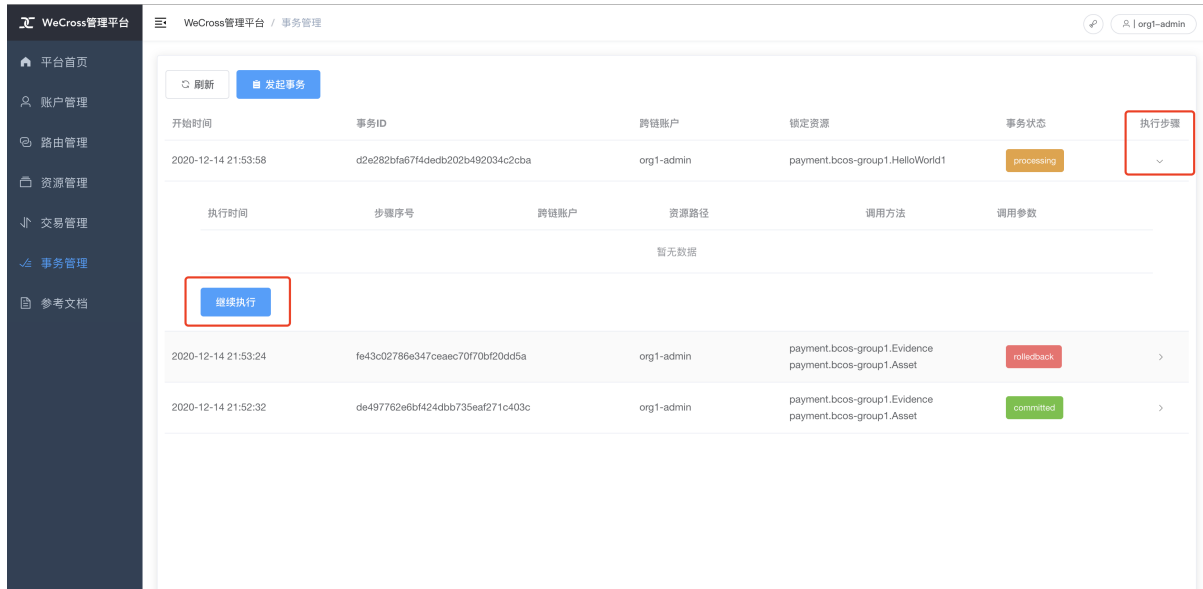 WeCross管理平台
WeCross管理平台 / 事务管理
org1-admin
平台首页
账户管理
路由管理
资源管理
交易管理
事务管理
参考文档
刷新 发起事务
开始时间 事务ID 跨链账户 锁定资源 事务状态 执行步骤
2020-12-14 21:53:58 d2e282bfa67f4dedb202b492034c2cba org1-admin payment.bcos-group1.HelloWorld1 processing
执行时间 步骤序号 跨链账户 资源路径 调用方法 调用参数
暂无数据
继续执行
2020-12-14 21:53:24 fe43c02786e347ceaec70f70bf20dd5a org1-admin payment.bcos-group1.Evidence rolledback
payment.bcos-group1.Asset
2020-12-14 21:52:32 de497762e6bf424dbb735eaf271c403c org1-admin payment.bcos-group1.Evidence committed
payment.bcos-group1.Asset